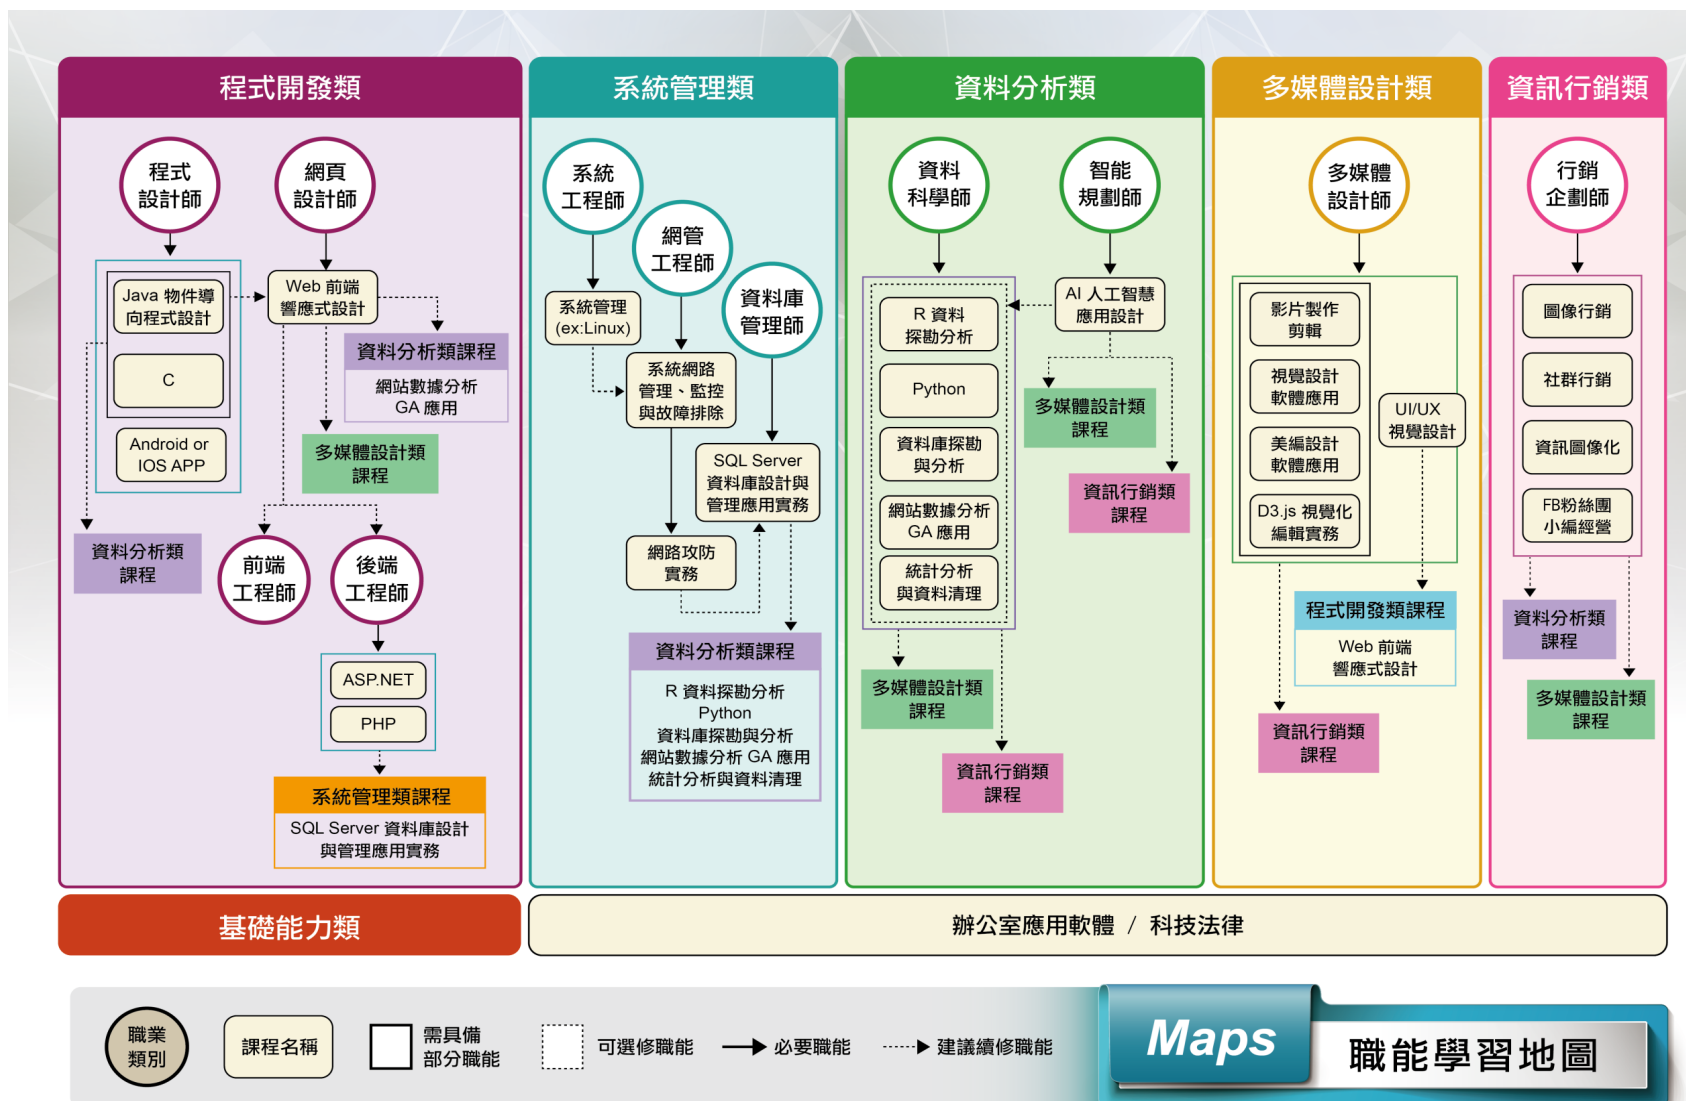 程式開發類
程式
設計師
網頁
設計師
Java 物件導
向程式設計
C
Android or
IOS APP
Web 前端
響應式設計
資料分析類課程
網站數據分析
GA 應用
多媒體設計類
課程
資料分析類
課程
前端
工程師
後端
工程師
ASP.NET
PHP
系統管理類課程
SQL Server 資料庫設計
與管理應用實務
系統管理類
系統
工程師
網管
工程師
資料庫
管理師
系統管理
(ex:Linux)
系統網路
管理、監控
與故障排除
SQL Server
資料庫設計與
管理應用實務
網路攻防
實務
資料分析類課程
R 資料探勘分析
Python
資料庫探勘與分析
網站數據分析 GA 應用
統計分析與資料清理
資料分析類
資料
科學師
智能
規劃師
R 資料
探勘分析
Python
資料庫探勘
與分析
網站數據分析
GA 應用
統計分析
與資料清理
AI 人工智慧
應用設計
多媒體設計類
課程
資訊行銷類
課程
多媒體設計類
課程
資訊行銷類
課程
多媒體設計類
多媒體
設計師
影片製作
剪輯
視覺設計
軟體應用
美編設計
軟體應用
D3.js 視覺化
編輯實務
UI/UX
視覺設計
程式開發類課程
Web 前端
響應式設計
資訊行銷類
課程
資訊行銷類
行銷
企劃師
圖像行銷
社群行銷
資訊圖像化
FB粉絲團
小編經營
資料分析類
課程
多媒體設計類
課程
基礎能力類
辦公室應用軟體 / 科技法律
職業
類別
課程名稱
需具備
部分職能
可選修職能
必要職能
建議續修職能
Maps
職能學習地圖